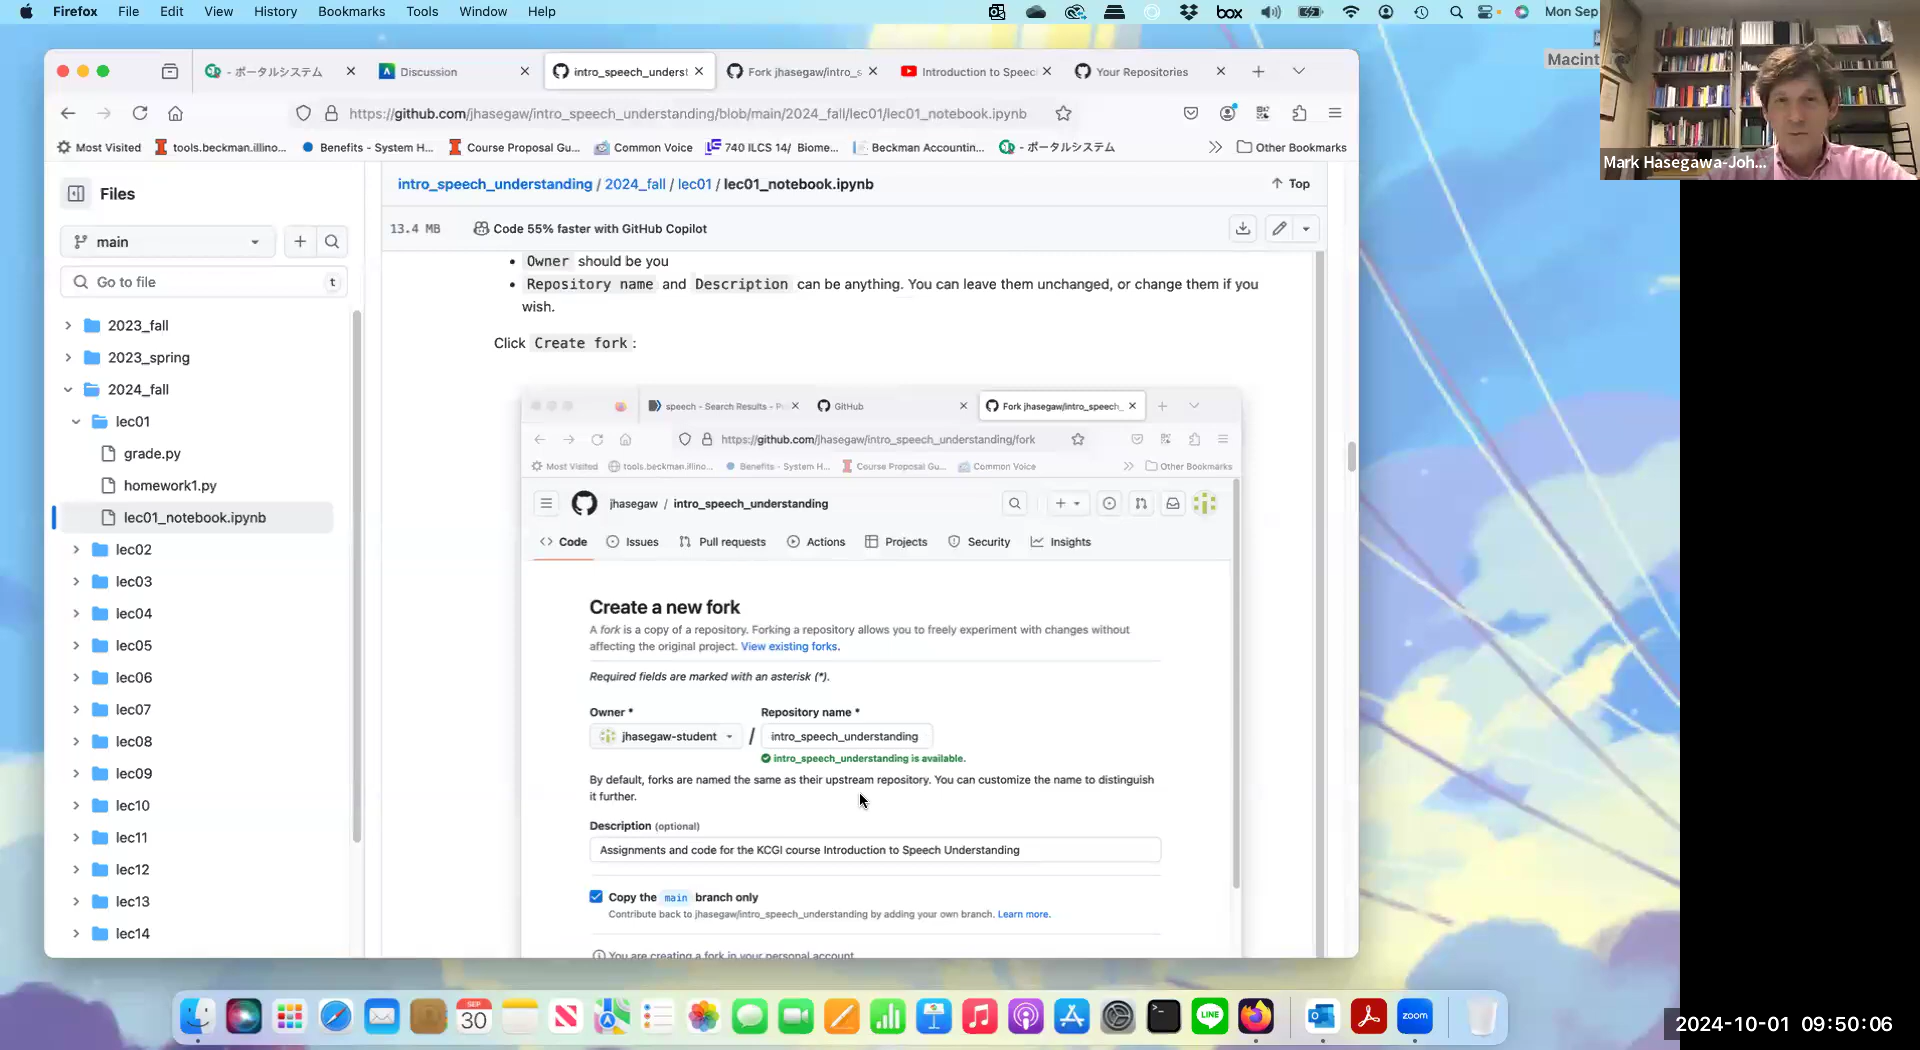 Firefox File Edit View History Bookmarks Tools Window Help
box
Mon Sep
Macint
Mark Hasegawa-Joh...
- ポータルシステム
Discussion
intro_speech_underst
Fork jhasegaw/intro_s
Introduction to Speec
Your Repositories
https://github.com/jhasegaw/intro_speech_understanding/blob/main/2024_fall/lec01/lec01_notebook.ipynb
Most Visited
tools.beckman.illino...
Benefits - System H...
Course Proposal Gu...
Common Voice
740 ILCS 14/ Biome...
Beckman Accountin...
- ポータルシステム
Other Bookmarks
Files
main
Go to file
t
2023_fall
2023_spring
2024_fall
lec01
grade.py
homework1.py
lec01_notebook.ipynb
lec02
lec03
lec04
lec05
lec06
lec07
lec08
lec09
lec10
lec11
lec12
lec13
lec14
intro_speech_understanding / 2024_fall / lec01 / lec01_notebook.ipynb
Top
13.4 MB
Code 55% faster with GitHub Copilot
Owner should be you
Repository name and Description can be anything. You can leave them unchanged, or change them if you
wish.
Click Create fork:
speech - Search Results - P
GitHub
Fork jhasegaw/intro_speech_
https://github.com/jhasegaw/intro_speech_understanding/fork
Most Visited
tools.beckman.illino...
Benefits - System H...
Course Proposal Gu...
Common Voice
Other Bookmarks
jhasegaw / intro_speech_understanding
Code
Issues
Pull requests
Actions
Projects
Security
Insights
Create a new fork
A fork is a copy of a repository. Forking a repository allows you to freely experiment with changes without
affecting the original project. View existing forks.
Required fields are marked with an asterisk (*).
Owner *
Repository name *
jhasegaw-student
/
intro_speech_understanding
intro_speech_understanding is available.
By default, forks are named the same as their upstream repository. You can customize the name to distinguish
it further.
Description (optional)
Assignments and code for the KCGI course Introduction to Speech Understanding
Copy the main branch only
Contribute back to jhasegaw/intro_speech_understanding by adding your own branch. Learn more.
You are creating a fork in your personal account
SEP
30
LINE
zoom
2024-10-01 09:50:06